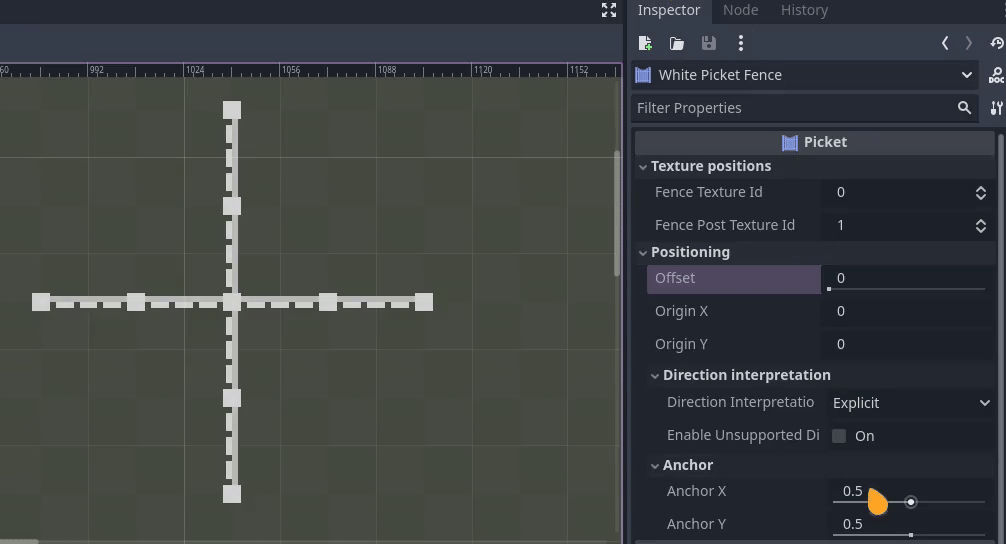 Inspector Node History
60 992 1024 1056 1088 1120 1152
White Picket Fence
Filter Properties
Picket
Texture positions
Fence Texture Id 0
Fence Post Texture Id 1
Positioning
Offset 0
Origin X 0
Origin Y 0
Direction interpretation
Direction Interpretatio Explicit
Enable Unsupported Di On
Anchor
Anchor X 0.5
Anchor Y 0.5